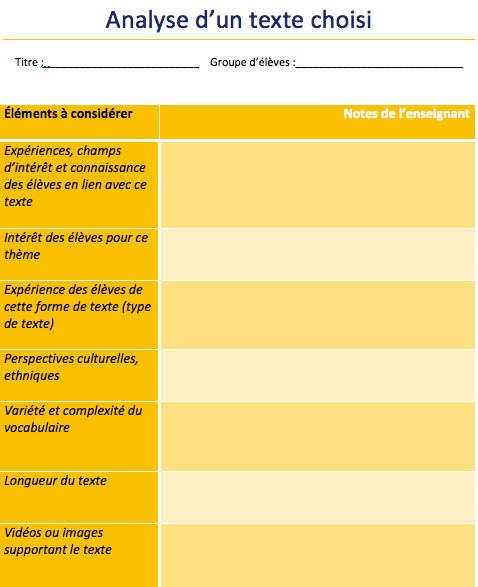 Analyse d'un texte choisi
Titre :__________________________ Groupe d'élèves :____________________________
Éléments à considérer
Notes de l'enseignant
Expériences, champs
d'intérêt et connaissance
des élèves en lien avec ce
texte
Intérêt des élèves pour ce
thème
Expérience des élèves de
cette forme de texte (type
de texte)
Perspectives culturelles,
ethniques
Variété et complexité du
vocabulaire
Longueur du texte
Vidéos ou images
supportant le texte